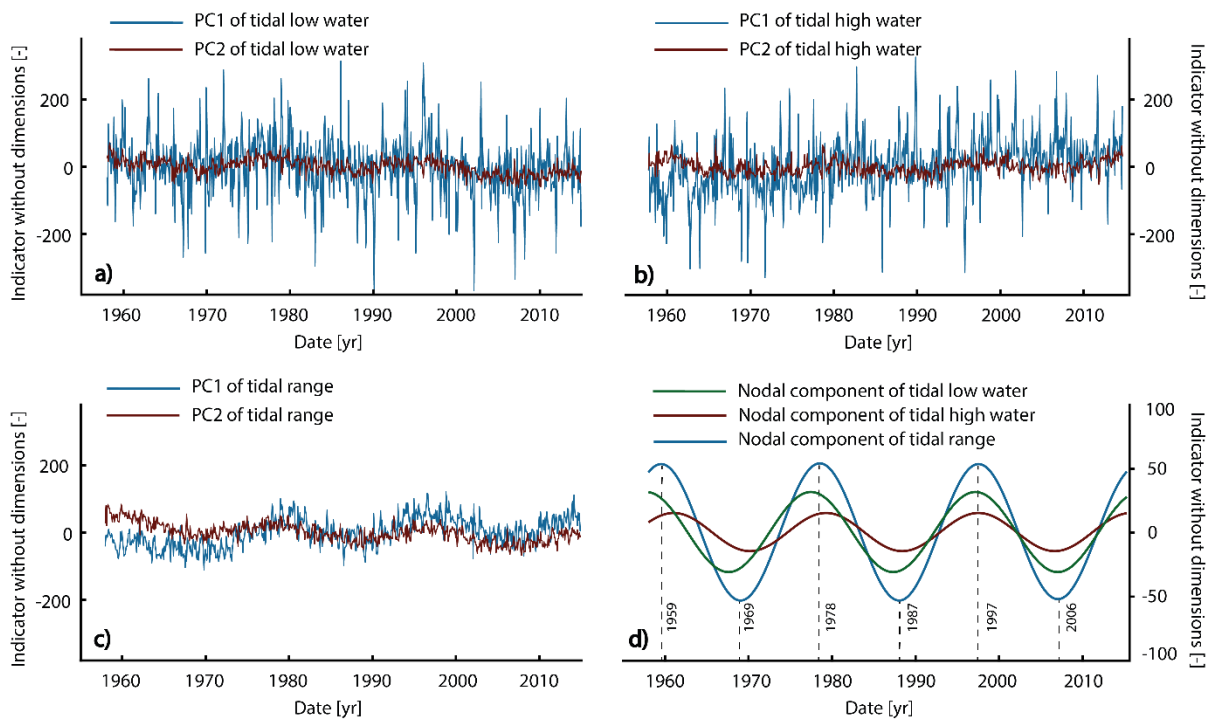 PC1 of tidal low water
PC2 of tidal low water
Indicator without dimensions [-]
200
0
-200
a)
1960 1970 1980 1990 2000 2010
Date [yr]
PC1 of tidal high water
PC2 of tidal high water
Indicator without dimensions [-]
200
0
-200
b)
1960 1970 1980 1990 2000 2010
Date [yr]
PC1 of tidal range
PC2 of tidal range
Indicator without dimensions [-]
200
0
-200
c)
1960 1970 1980 1990 2000 2010
Date [yr]
Nodal component of tidal low water
Nodal component of tidal high water
Nodal component of tidal range
Indicator without dimensions [-]
100
50
0
-50
-100
1959 1969 1978 1987 1997 2006
d)
1960 1970 1980 1990 2000 2010
Date [yr]